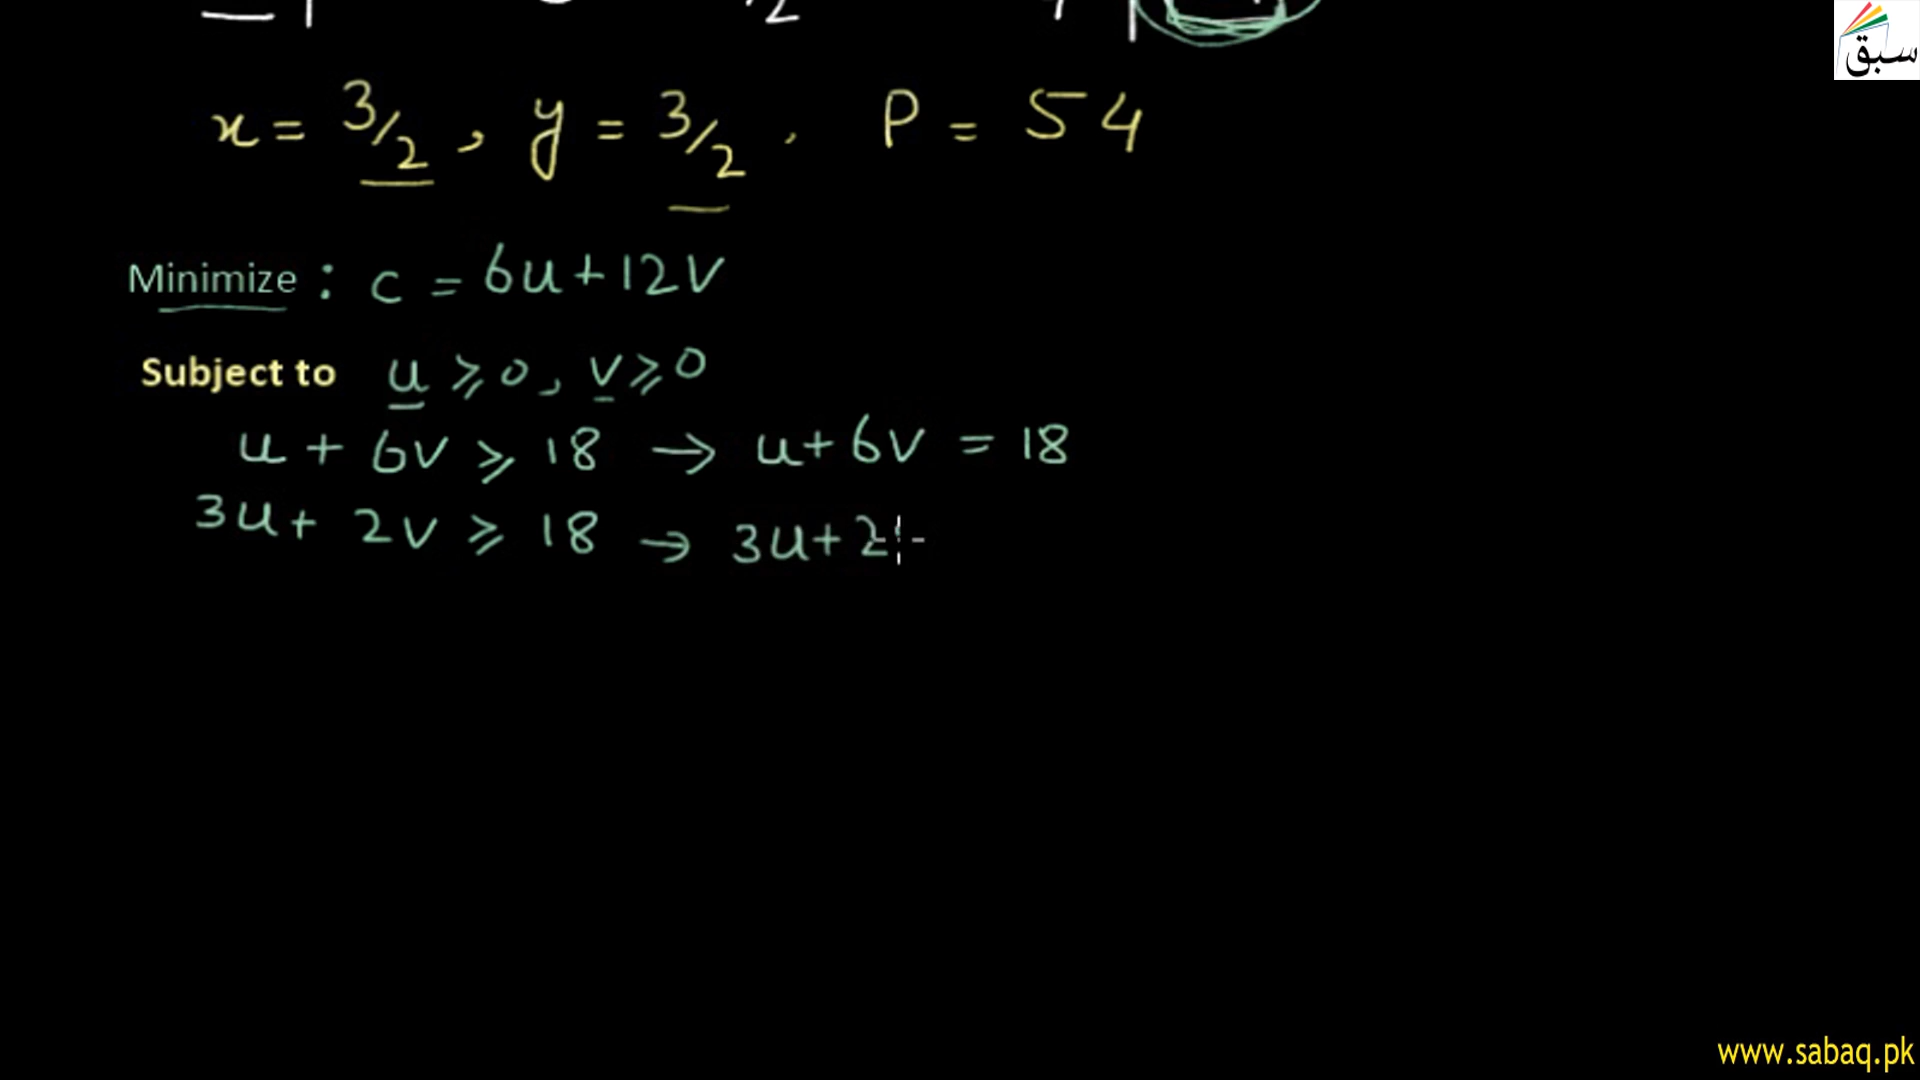 سبق
x = 3/2 , y = 3/2 . P = 54
Minimize : c = 6u + 12v
Subject to u ⩾ 0 , v ⩾ 0
u + 6v ⩾ 18 → u + 6v = 18
3u + 2v ⩾ 18 → 3u + 2
www.sabaq.pk